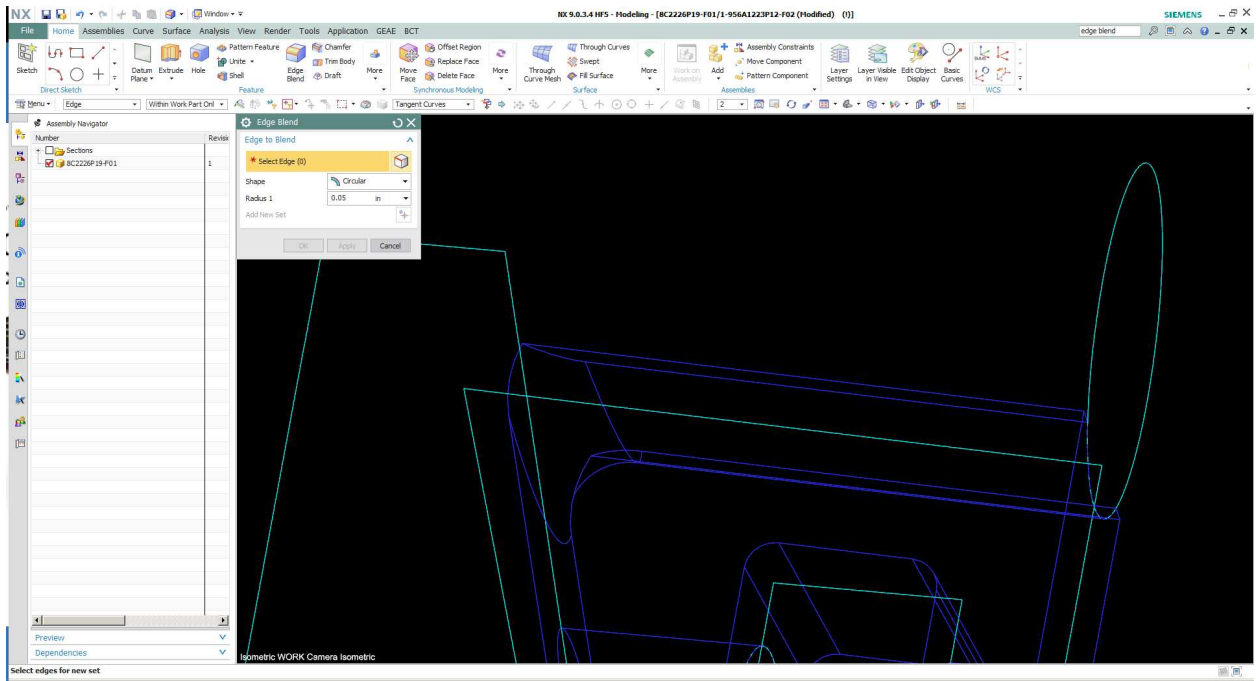 NX Window NX 9.0.3.4 HF5 - Modeling - [8C2226P19-F01/1-956A1223P12-F02 (Modified) (!)] SIEMENS
File Home Assemblies Curve Surface Analysis View Render Tools Application GEAE BCT edge blend
Sketch
Direct Sketch
Datum Plane
Extrude
Hole
Pattern Feature
Unite
Shell
Edge Blend
Chamfer
Trim Body
Draft
More
Feature
Move Face
Offset Region
Replace Face
Delete Face
More
Synchronous Modeling
Through Curve Mesh
Through Curves
Swept
Fill Surface
More
Surface
Work on Assembly
Add
Assembly Constraints
Move Component
Pattern Component
Assemblies
Layer Settings
Layer Visible in View
Edit Object Display
Basic Curves
WCS
Menu Edge Within Work Part Onl Tangent Curves 2
Assembly Navigator
Number Revisi
Sections
8C2226P19-F01 1
Edge Blend
Edge to Blend
* Select Edge (0)
Shape Circular
Radius 1 0.05 in
Add New Set
OK Apply Cancel
Preview
Dependencies
Isometric WORK Camera Isometric
Select edges for new set